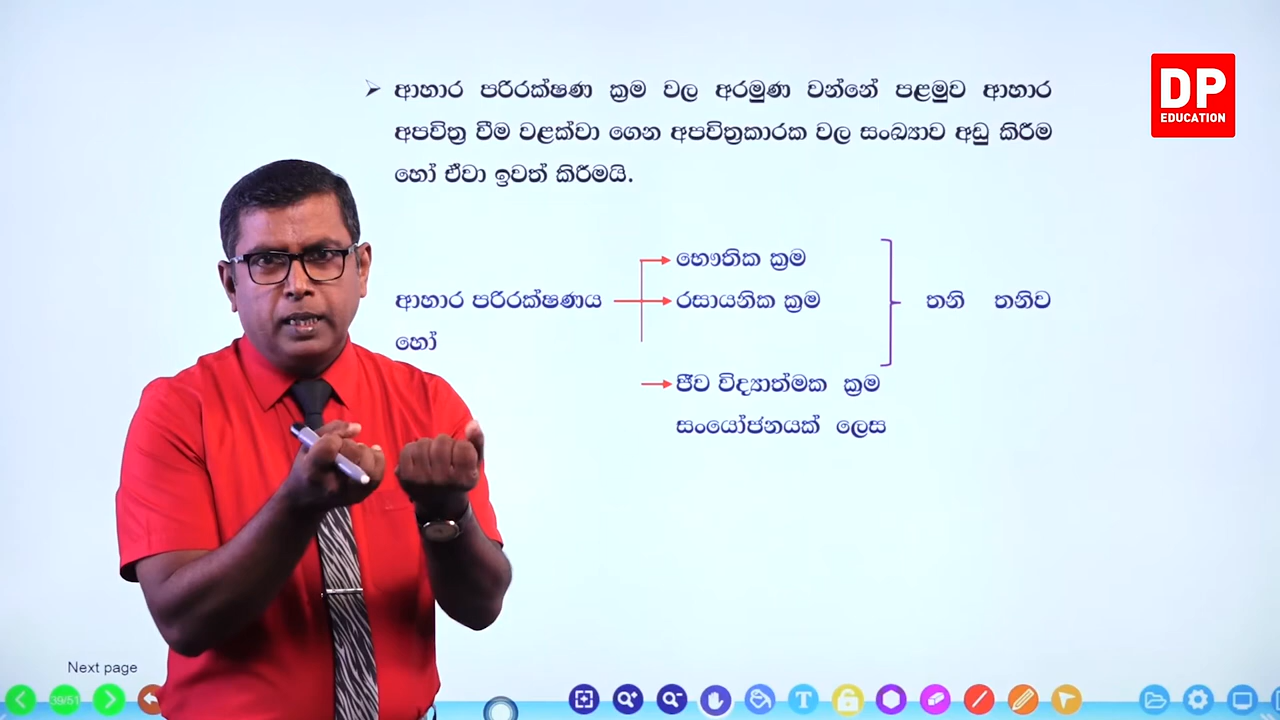 DP
EDUCATION
➤ ආහාර පරිරක්ෂණ ක්‍රම වල අරමුණ වන්නේ පළමුව ආහාර
අපවිත්‍ර වීම වළක්වා ගෙන අපවිත්‍රකාරක වල සංඛ්‍යාව අඩු කිරීම
හෝ ඒවා ඉවත් කිරීමයි.
භෞතික ක්‍රම
ආහාර පරිරක්ෂණය රසායනික ක්‍රම තනි තනිව
හෝ
ජීව විද්‍යාත්මක ක්‍රම
සංයෝජනයක් ලෙස
Next page
39/51
T